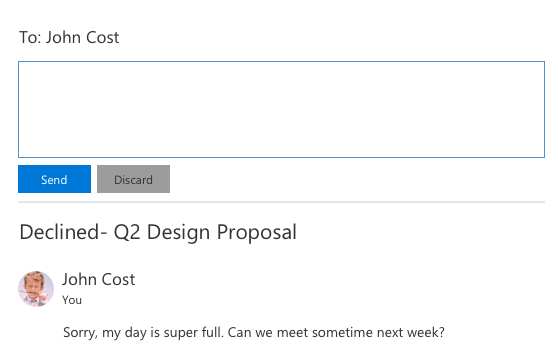 To: John Cost
Send
Discard
Declined- Q2 Design Proposal
John Cost
You
Sorry, my day is super full. Can we meet sometime next week?